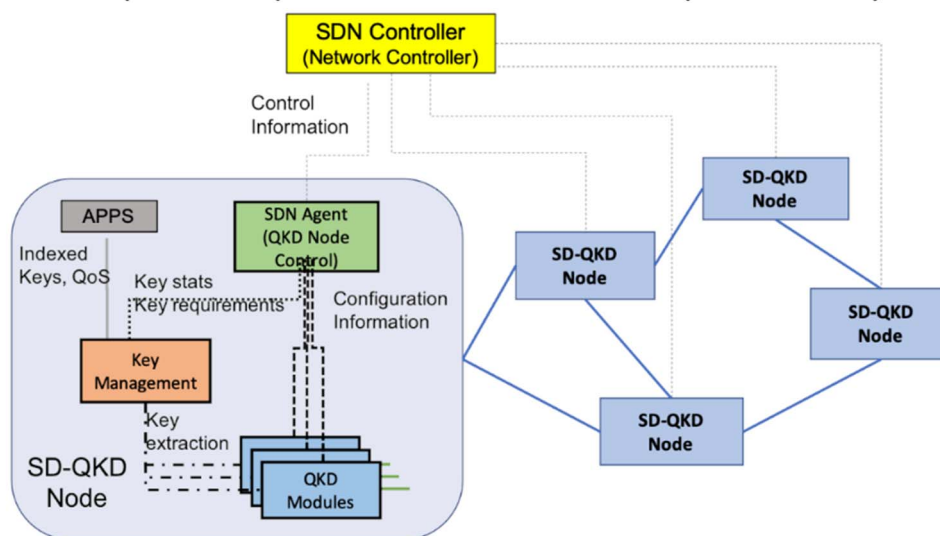 SDN Controller
(Network Controller)
Control
Information
APPS
SDN Agent
(QKD Node
Control)
Indexed
Keys, QoS
Key stats
Key requirements
Configuration
Information
Key
Management
Key
extraction
SD-QKD
Node
QKD
Modules
SD-QKD
Node
SD-QKD
Node
SD-QKD
Node
SD-QKD
Node